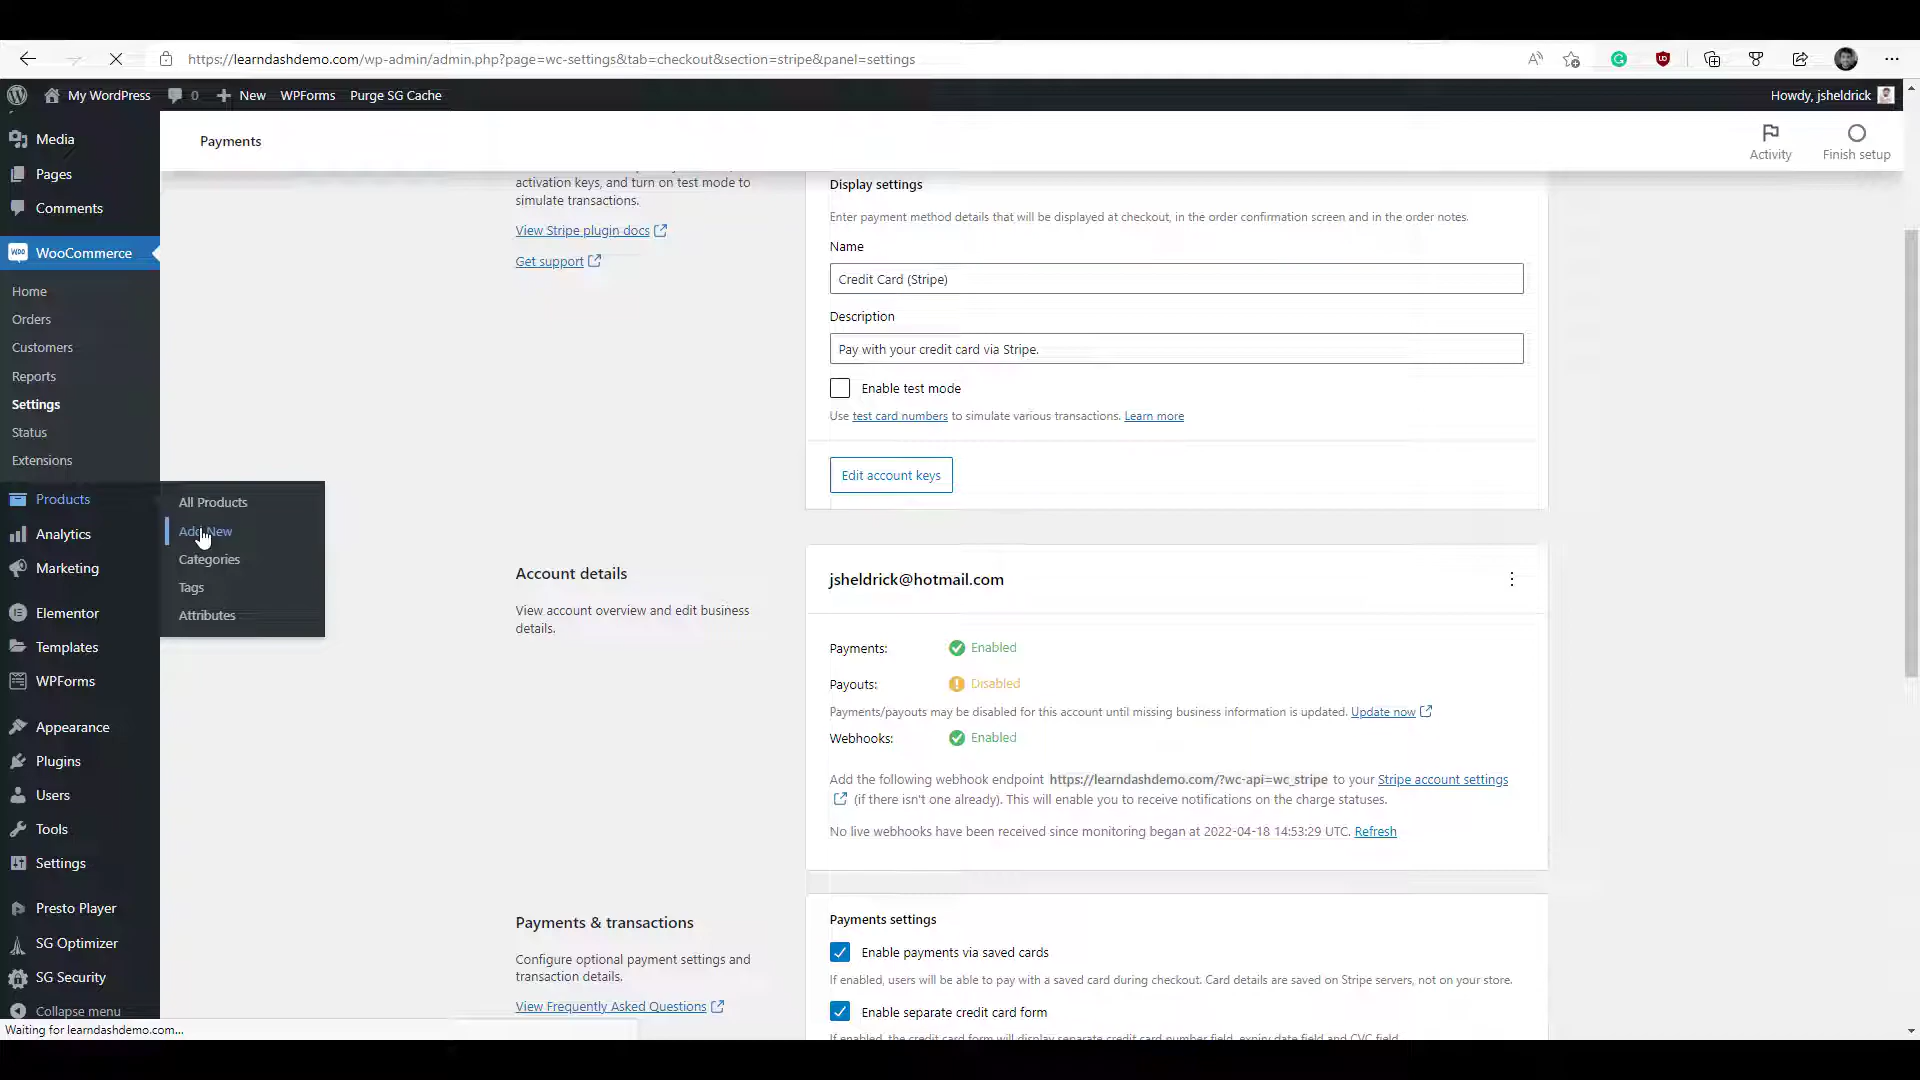 https://learndashdemo.com/wp-admin/admin.php?page=wc-settings&tab=checkout&section=stripe&panel=settings
My WordPress 0 New WPForms Purge SG Cache Howdy, jsheldrick
Media
Pages
Comments
WooCommerce
Home
Orders
Customers
Reports
Settings
Status
Extensions
Products
Analytics
Marketing
Elementor
Templates
WPForms
Appearance
Plugins
Users
Tools
Settings
Presto Player
SG Optimizer
SG Security
Collapse menu
Waiting for learndashdemo.com...
All Products
Add New
Categories
Tags
Attributes
Payments
Activity
Finish setup
activation keys, and turn on test mode to
simulate transactions.
View Stripe plugin docs
Get support
Display settings
Enter payment method details that will be displayed at checkout, in the order confirmation screen and in the order notes.
Name
Credit Card (Stripe)
Description
Pay with your credit card via Stripe.
Enable test mode
Use test card numbers to simulate various transactions. Learn more
Edit account keys
Account details
View account overview and edit business
details.
jsheldrick@hotmail.com
Payments: Enabled
Payouts: Disabled
Payments/payouts may be disabled for this account until missing business information is updated. Update now
Webhooks: Enabled
Add the following webhook endpoint https://learndashdemo.com/?wc-api=wc_stripe to your Stripe account settings
(if there isn't one already). This will enable you to receive notifications on the charge statuses.
No live webhooks have been received since monitoring began at 2022-04-18 14:53:29 UTC. Refresh
Payments & transactions
Configure optional payment settings and
transaction details.
View Frequently Asked Questions
Payments settings
Enable payments via saved cards
If enabled, users will be able to pay with a saved card during checkout. Card details are saved on Stripe servers, not on your store.
Enable separate credit card form
If enabled, the credit card form will display separate credit card number field, expiry date field and CVC field.